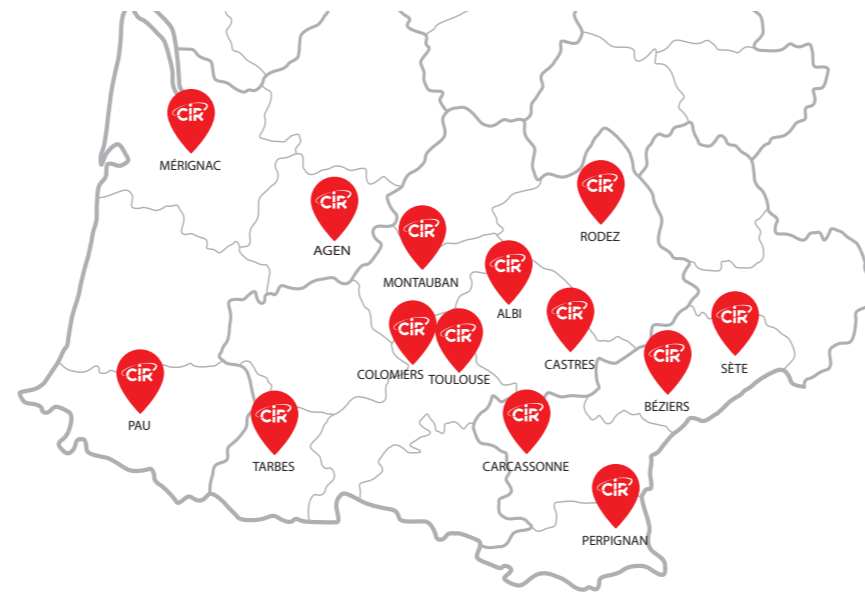 CiR
MÉRIGNAC
CiR
AGEN
CiR
RODEZ
CiR
MONTAUBAN
CiR
ALBI
CiR
CASTRES
CiR
SÈTE
CiR
COLOMIERS
CiR
TOULOUSE
CiR
BÉZIERS
CiR
PAU
CiR
TARBES
CiR
CARCASSONNE
CiR
PERPIGNAN